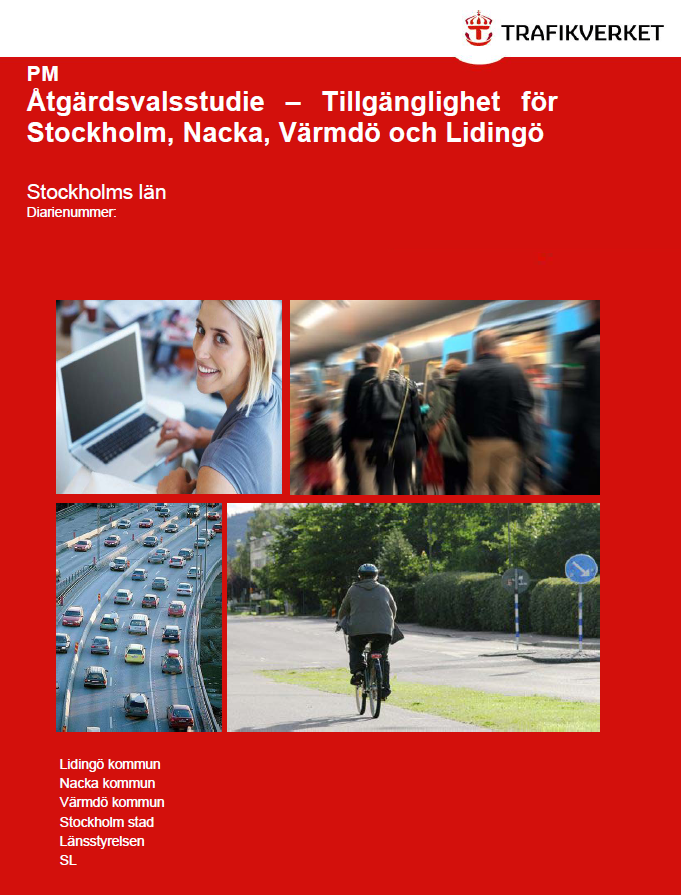 TRAFIKVERKET
PM
Åtgärdsvalsstudie – Tillgänglighet för
Stockholm, Nacka, Värmdö och Lidingö
Stockholms län
Diarienummer:
Lidingö kommun
Nacka kommun
Värmdö kommun
Stockholm stad
Länsstyrelsen
SL